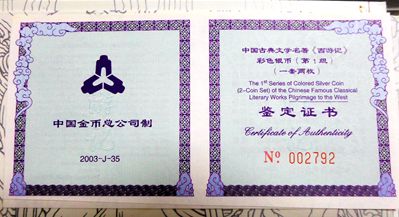 中国金币总公司制
2003-J-35
中国古典文学名著《西游记》
彩色银币(第1组)
(一套两枚)
The 1st Series of Colored Silver Coin
(2-Coin Set) of the Chinese Famous Classical
Literary Works Pilgrimage to the West
鉴定证书
Certificate of Authenticity
No 002792